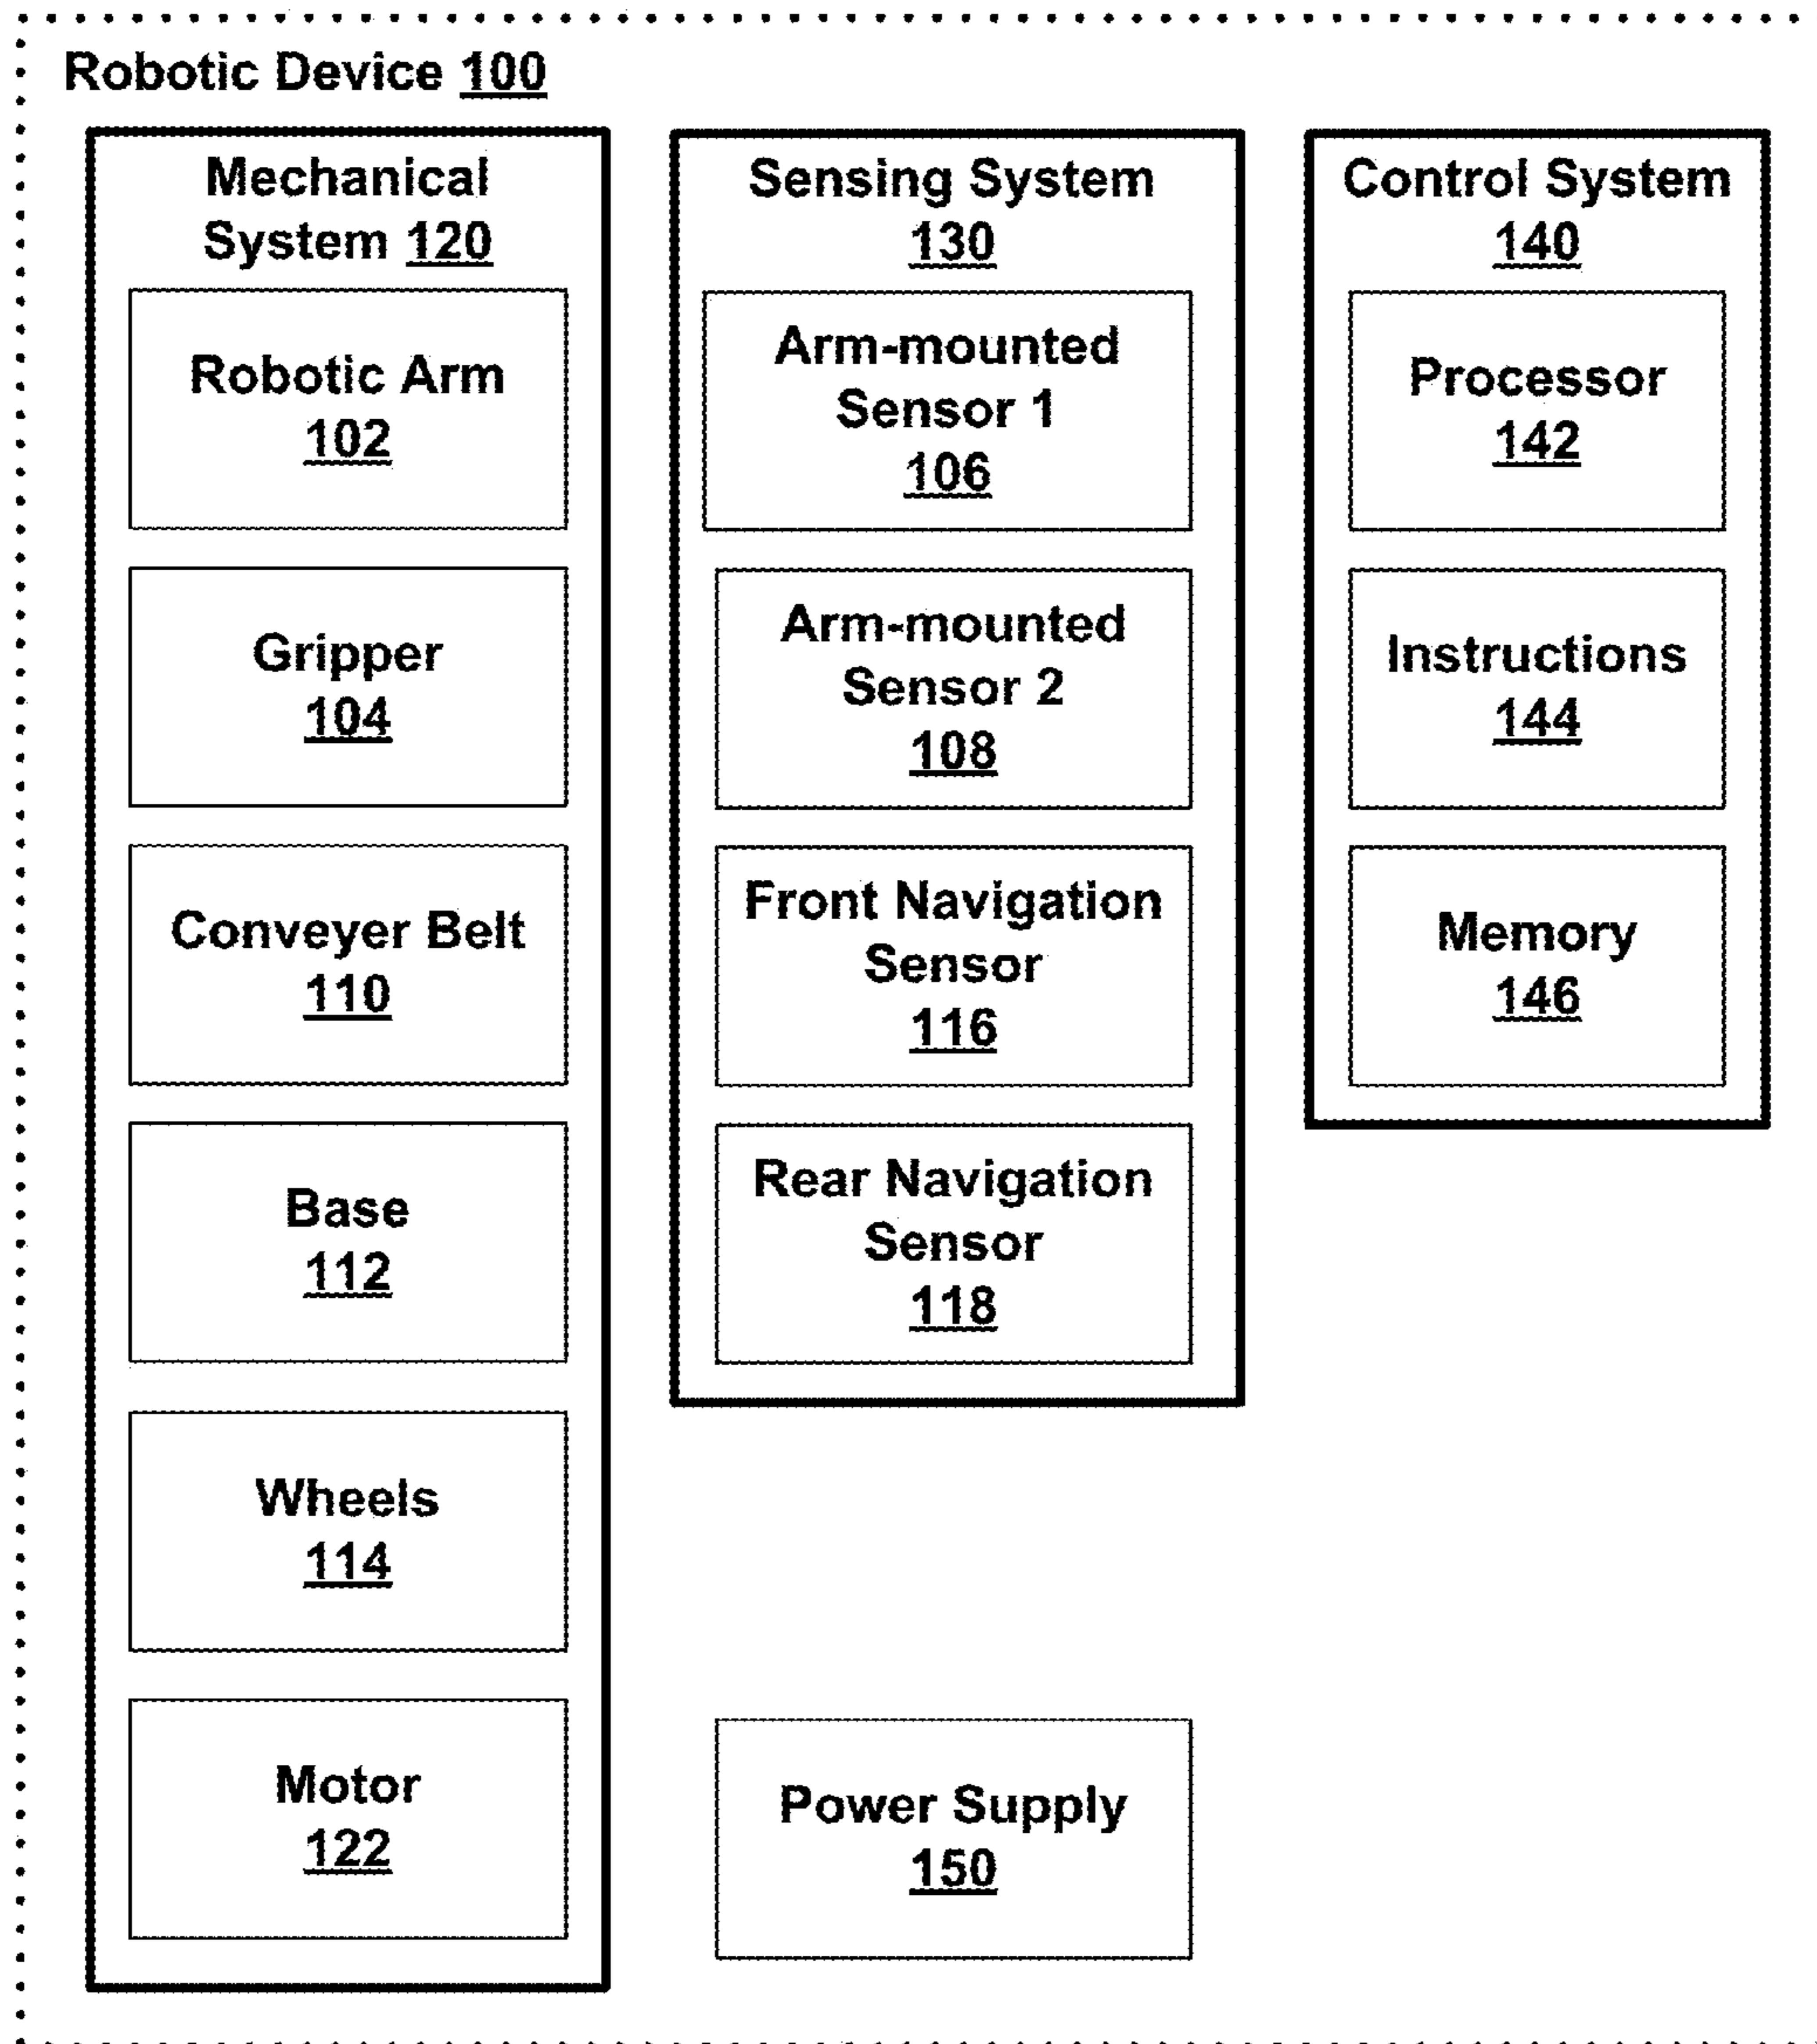 Robotic Device 100
Mechanical
System 120
Robotic Arm
102
Gripper
104
Conveyer Belt
110
Base
112
Wheels
114
Motor
122
Sensing System
130
Arm-mounted
Sensor 1
106
Arm-mounted
Sensor 2
108
Front Navigation
Sensor
116
Rear Navigation
Sensor
118
Power Supply
150
Control System
140
Processor
142
Instructions
144
Memory
146